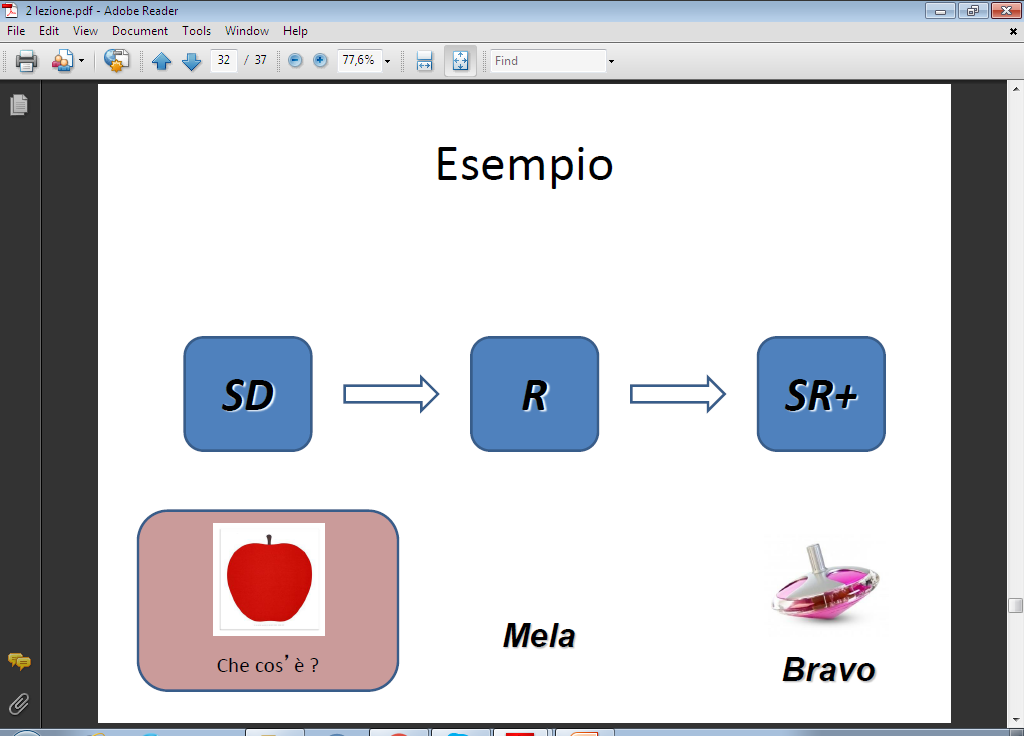 2 lezione.pdf - Adobe Reader
File Edit View Document Tools Window Help
32 / 37 77,6% Find
Esempio
SD R SR+
Che cos’è ?
Mela
Bravo